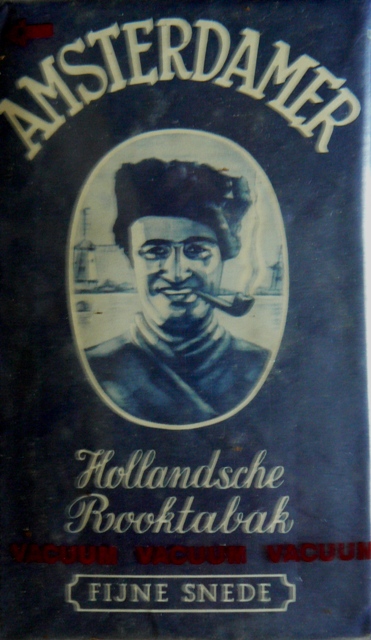 AMSTERDAMER
Hollandsche
Rooktabak
VACUUM VACUUM VACUUM
FIJNE SNEDE